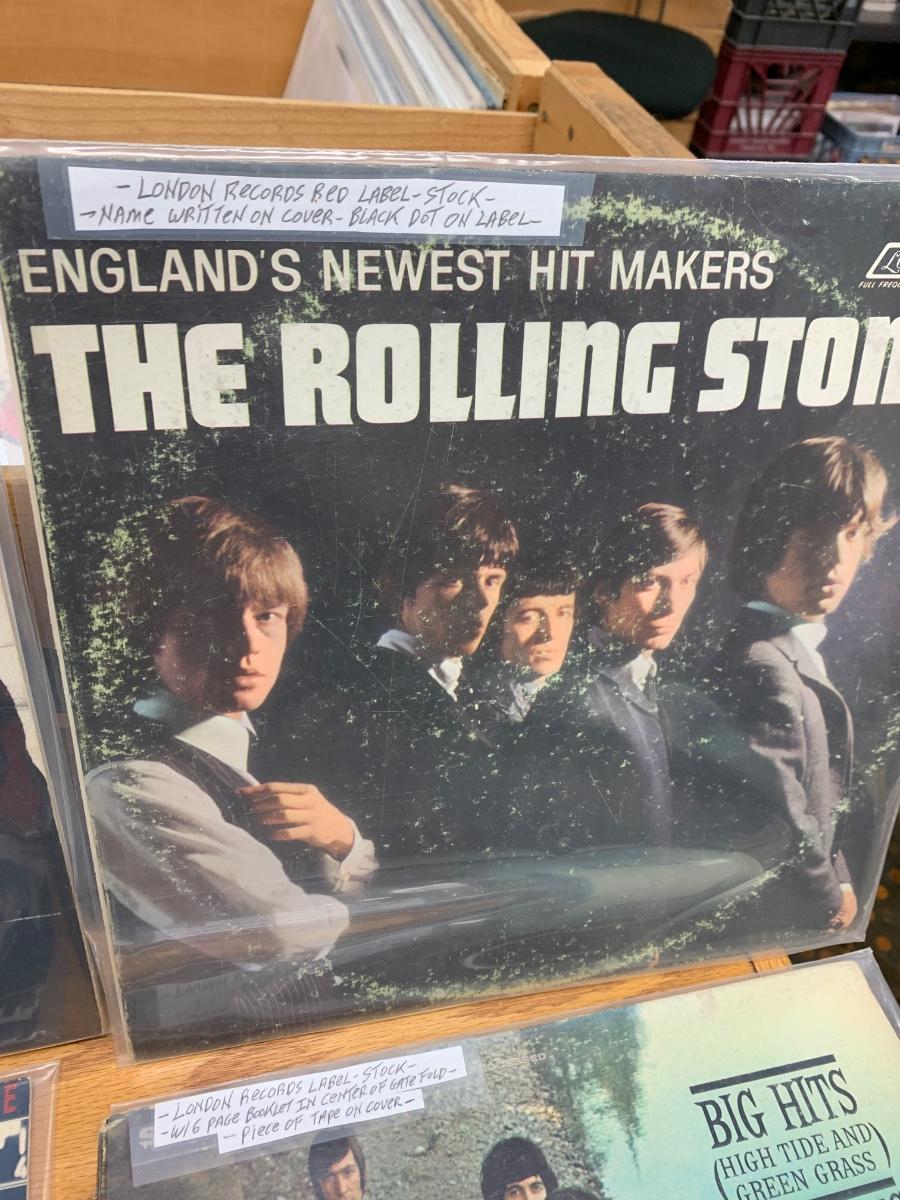 - LONDON RECORDS RED LABEL - STOCK -
- NAME WRITTEN ON COVER - BLACK DOT ON LABEL -
ENGLAND'S NEWEST HIT MAKERS
FULL FREQU
THE ROLLING STON
- LONDON RECORDS LABEL - STOCK -
- W/6 PAGE BOOKLET IN CENTER OF GATE FOLD -
- PIECE OF TAPE ON COVER -
BIG HITS
(HIGH TIDE AND
GREEN GRASS)
E